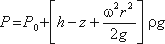 P = P₀ + [h − z + ω²r²/2g] ρg